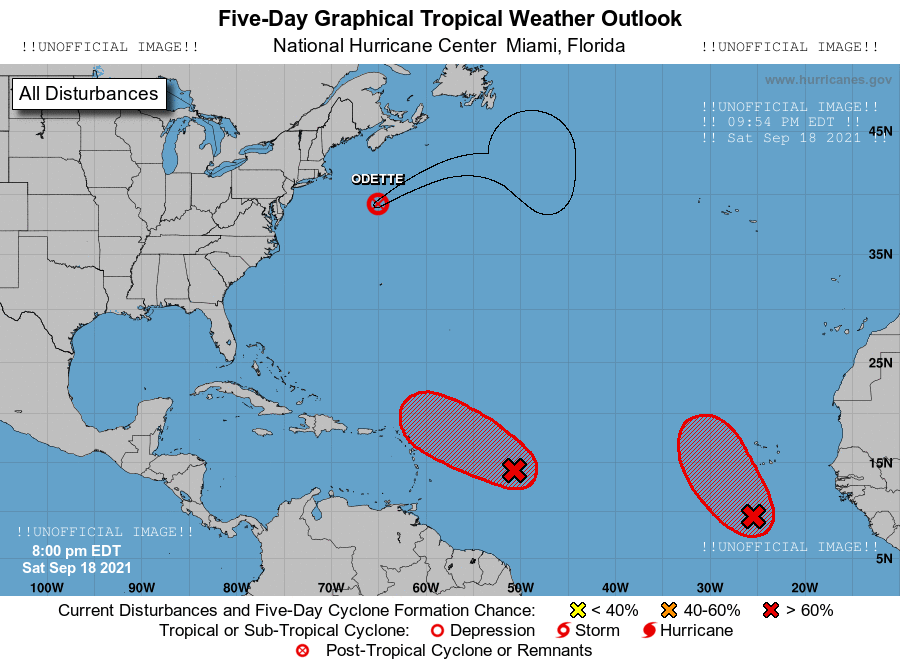 Five-Day Graphical Tropical Weather Outlook
!!UNOFFICIAL IMAGE!! National Hurricane Center Miami, Florida !!UNOFFICIAL IMAGE!!
www.hurricanes.gov
All Disturbances
!!UNOFFICIAL IMAGE!!
!! 09:54 PM EDT !!
!! Sat Sep 18 2021 !!
45N
ODETTE
35N
25N
15N
!!UNOFFICIAL IMAGE!!
!!UNOFFICIAL IMAGE!!
8:00 pm EDT
5N
Sat Sep 18 2021
100W 90W 80W 70W 60W 50W 40W 30W 20W
Current Disturbances and Five-Day Cyclone Formation Chance: < 40% 40-60% > 60%
Tropical or Sub-Tropical Cyclone: Depression Storm Hurricane
Post-Tropical Cyclone or Remnants